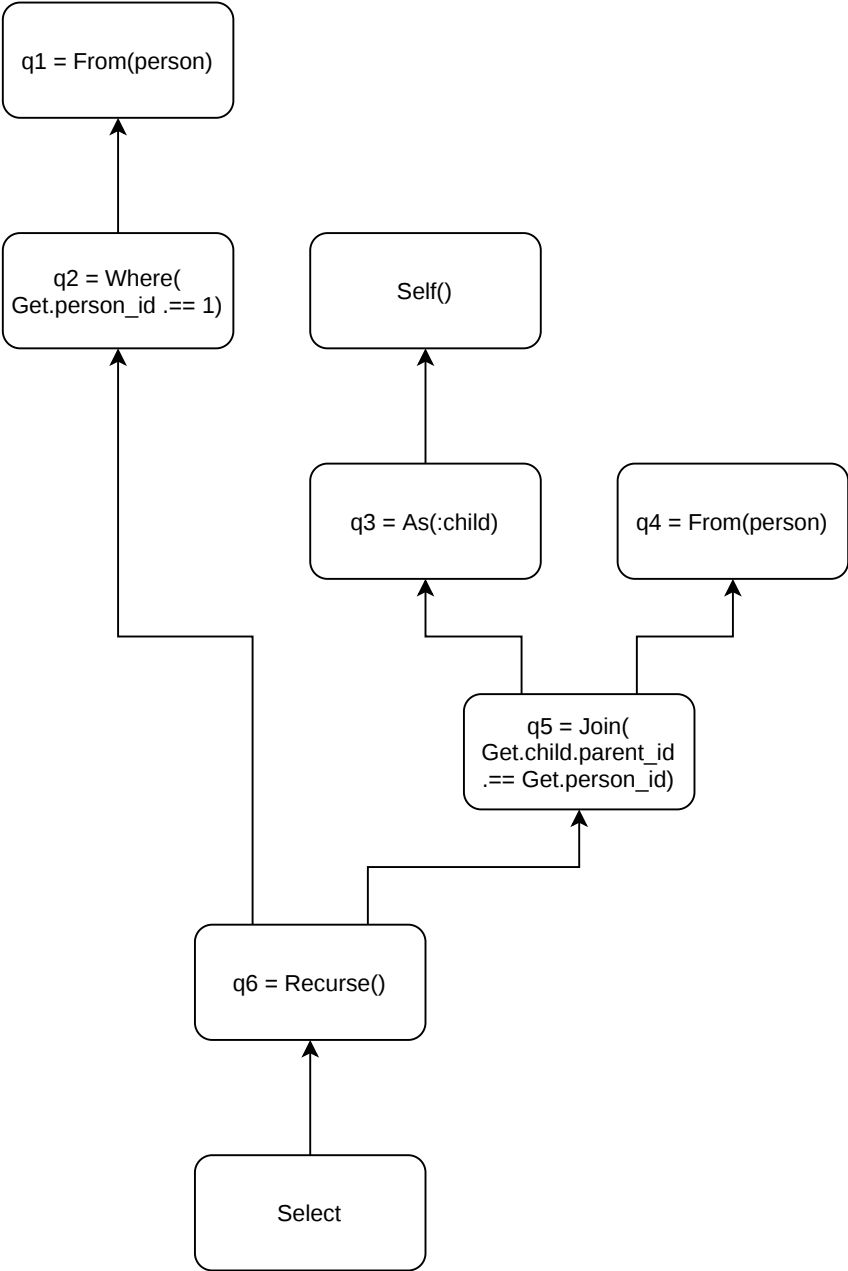 q1 = From(person)
q2 = Where(
Get.person_id .== 1)
Self()
q3 = As(:child)
q4 = From(person)
q5 = Join(
Get.child.parent_id
.== Get.person_id)
q6 = Recurse()
Select